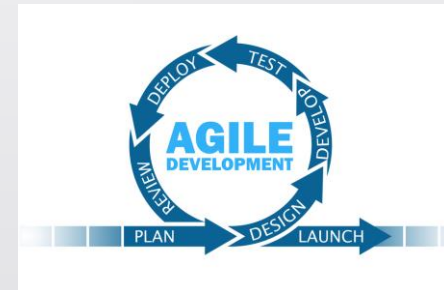 AGILE
DEVELOPMENT
PLAN
DESIGN
DEVELOP
TEST
DEPLOY
REVIEW
LAUNCH